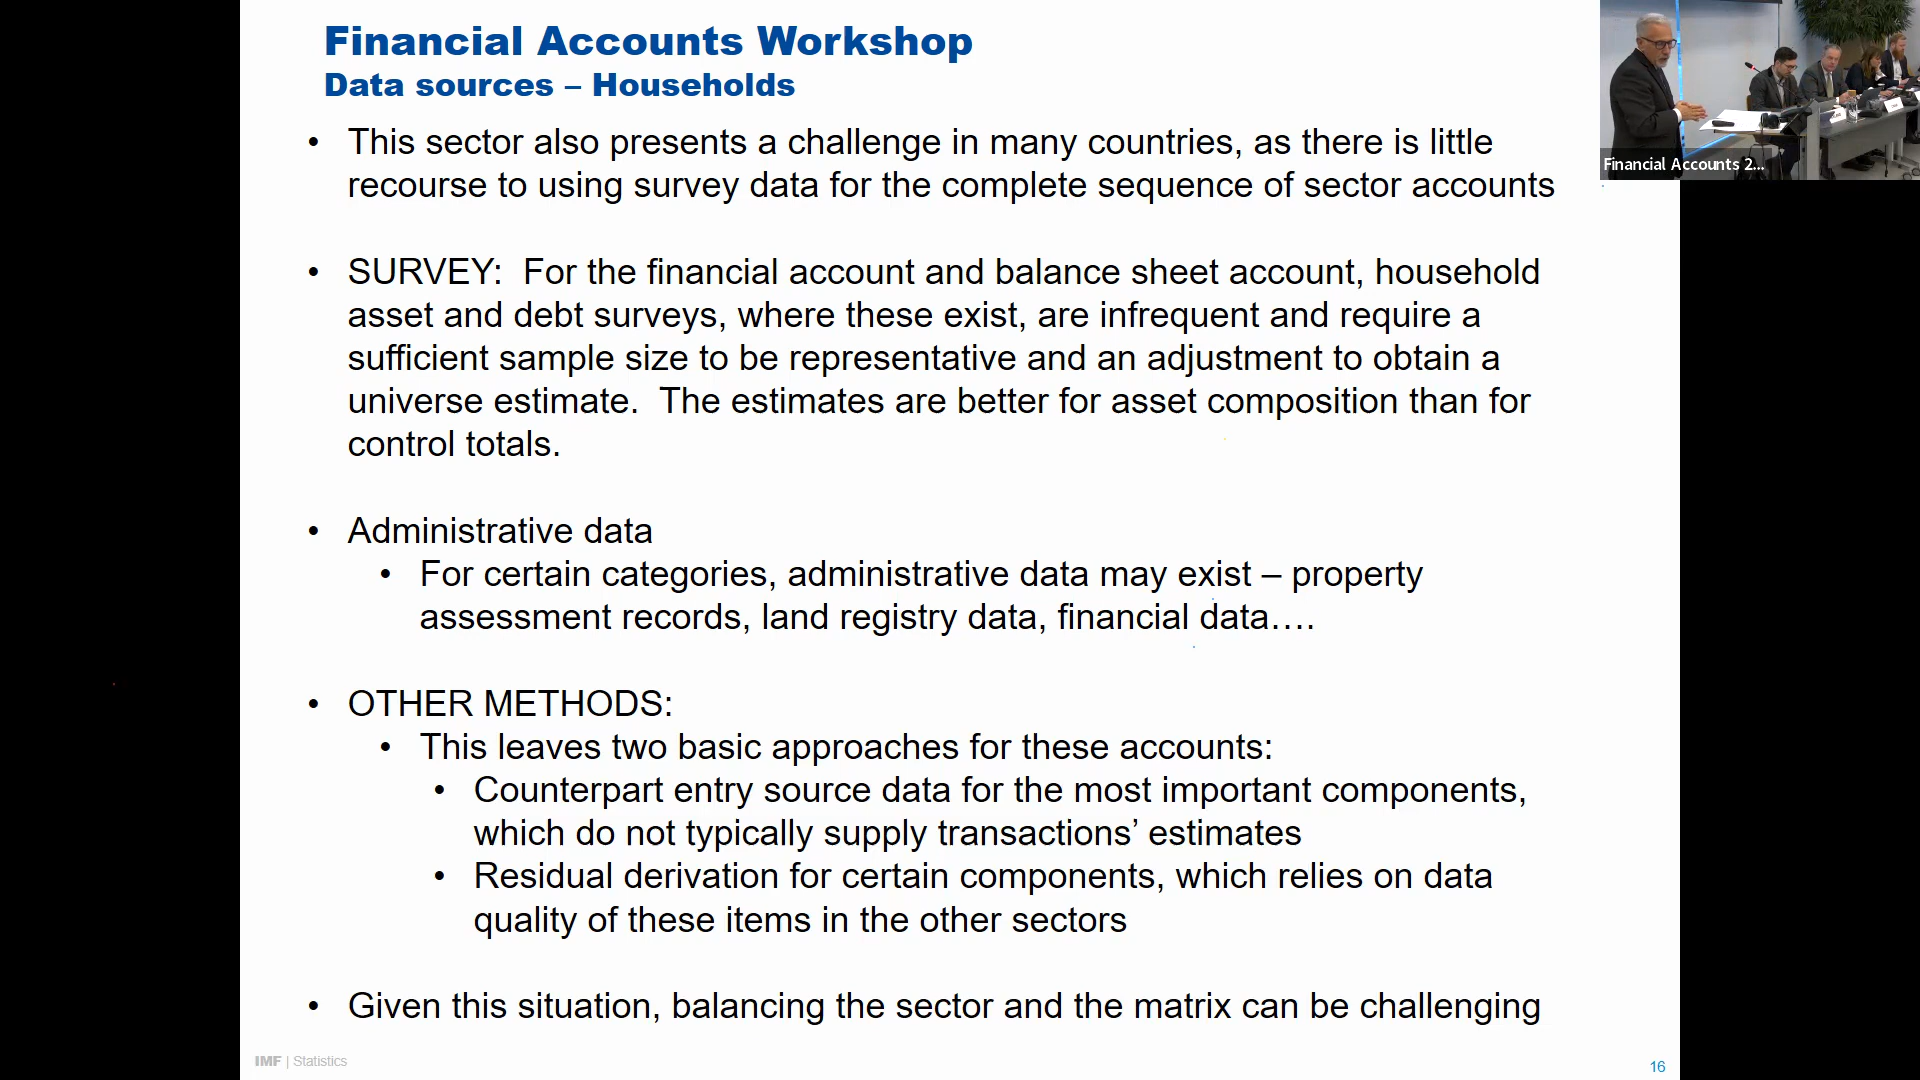 Financial Accounts Workshop
Data sources – Households
• This sector also presents a challenge in many countries, as there is little
recourse to using survey data for the complete sequence of sector accounts
• SURVEY:  For the financial account and balance sheet account, household
asset and debt surveys, where these exist, are infrequent and require a
sufficient sample size to be representative and an adjustment to obtain a
universe estimate.  The estimates are better for asset composition than for
control totals.
• Administrative data
• For certain categories, administrative data may exist – property
assessment records, land registry data, financial data….
• OTHER METHODS:
• This leaves two basic approaches for these accounts:
• Counterpart entry source data for the most important components,
which do not typically supply transactions’ estimates
• Residual derivation for certain components, which relies on data
quality of these items in the other sectors
• Given this situation, balancing the sector and the matrix can be challenging
IMF | Statistics
16
Financial Accounts 2...